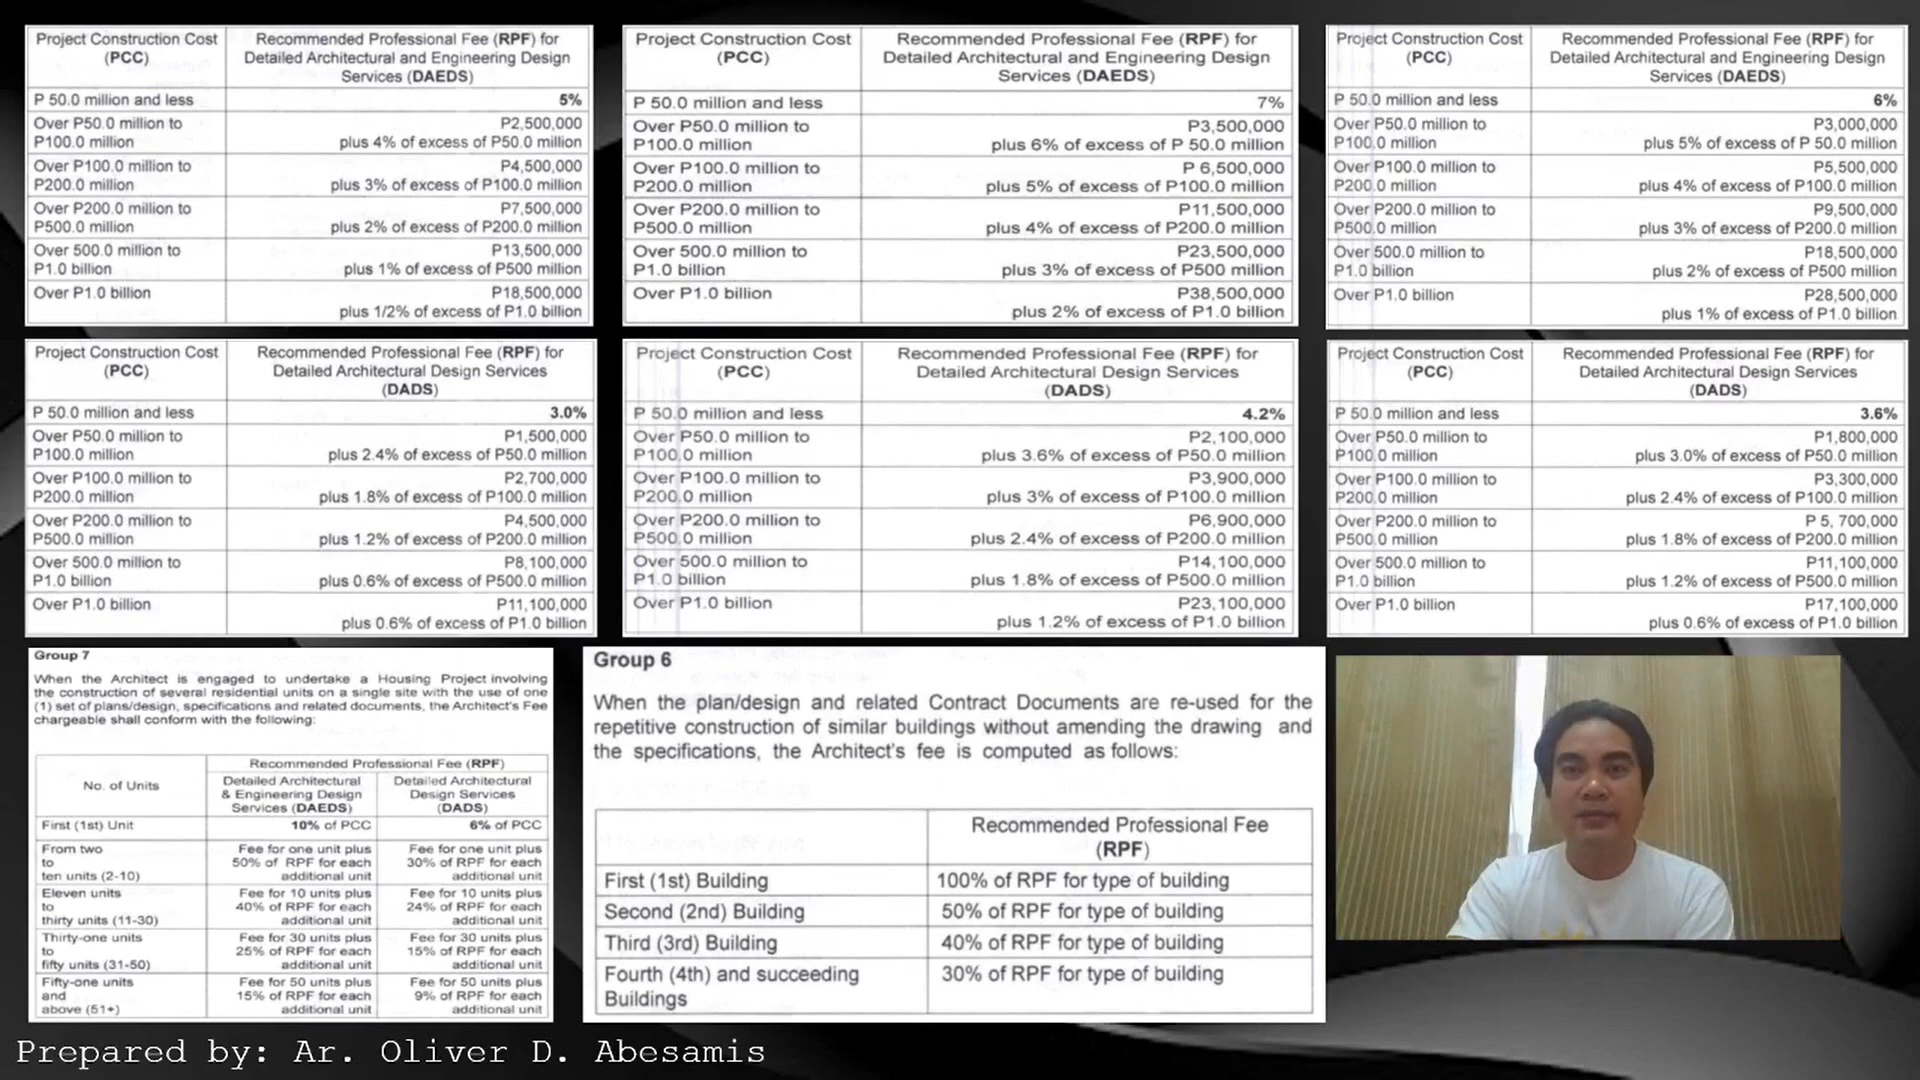 Project Construction Cost
(PCC)
Recommended Professional Fee (RPF) for
Detailed Architectural and Engineering Design
Services (DAEDS)
P 50.0 million and less
5%
Over P50.0 million to
P100.0 million
P2,500,000
plus 4% of excess of P50.0 million
Over P100.0 million to
P200.0 million
P4,500,000
plus 3% of excess of P100.0 million
Over P200.0 million to
P500.0 million
P7,500,000
plus 2% of excess of P200.0 million
Over 500.0 million to
P1.0 billion
P13,500,000
plus 1% of excess of P500 million
Over P1.0 billion
P18,500,000
plus 1/2% of excess of P1.0 billion
Project Construction Cost
(PCC)
Recommended Professional Fee (RPF) for
Detailed Architectural and Engineering Design
Services (DAEDS)
P 50.0 million and less
7%
Over P50.0 million to
P100.0 million
P3,500,000
plus 6% of excess of P 50.0 million
Over P100.0 million to
P200.0 million
P 6,500,000
plus 5% of excess of P100.0 million
Over P200.0 million to
P500.0 million
P11,500,000
plus 4% of excess of P200.0 million
Over 500.0 million to
P1.0 billion
P23,500,000
plus 3% of excess of P500 million
Over P1.0 billion
P38,500,000
plus 2% of excess of P1.0 billion
Project Construction Cost
(PCC)
Recommended Professional Fee (RPF) for
Detailed Architectural and Engineering Design
Services (DAEDS)
P 50.0 million and less
6%
Over P50.0 million to
P100.0 million
P3,000,000
plus 5% of excess of P 50.0 million
Over P100.0 million to
P200.0 million
P5,500,000
plus 4% of excess of P100.0 million
Over P200.0 million to
P500.0 million
P9,500,000
plus 3% of excess of P200.0 million
Over 500.0 million to
P1.0 billion
P18,500,000
plus 2% of excess of P500 million
Over P1.0 billion
P28,500,000
plus 1% of excess of P1.0 billion
Project Construction Cost
(PCC)
Recommended Professional Fee (RPF) for
Detailed Architectural Design Services
(DADS)
P 50.0 million and less
3.0%
Over P50.0 million to
P100.0 million
P1,500,000
plus 2.4% of excess of P50.0 million
Over P100.0 million to
P200.0 million
P2,700,000
plus 1.8% of excess of P100.0 million
Over P200.0 million to
P500.0 million
P4,500,000
plus 1.2% of excess of P200.0 million
Over 500.0 million to
P1.0 billion
P8,100,000
plus 0.6% of excess of P500.0 million
Over P1.0 billion
P11,100,000
plus 0.6% of excess of P1.0 billion
Project Construction Cost
(PCC)
Recommended Professional Fee (RPF) for
Detailed Architectural Design Services
(DADS)
P 50.0 million and less
4.2%
Over P50.0 million to
P100.0 million
P2,100,000
plus 3.6% of excess of P50.0 million
Over P100.0 million to
P200.0 million
P3,900,000
plus 3% of excess of P100.0 million
Over P200.0 million to
P500.0 million
P6,900,000
plus 2.4% of excess of P200.0 million
Over 500.0 million to
P1.0 billion
P14,100,000
plus 1.8% of excess of P500.0 million
Over P1.0 billion
P23,100,000
plus 1.2% of excess of P1.0 billion
Project Construction Cost
(PCC)
Recommended Professional Fee (RPF) for
Detailed Architectural Design Services
(DADS)
P 50.0 million and less
3.6%
Over P50.0 million to
P100.0 million
P1,800,000
plus 3.0% of excess of P50.0 million
Over P100.0 million to
P200.0 million
P3,300,000
plus 2.4% of excess of P100.0 million
Over P200.0 million to
P500.0 million
P 5, 700,000
plus 1.8% of excess of P200.0 million
Over 500.0 million to
P1.0 billion
P11,100,000
plus 1.2% of excess of P500.0 million
Over P1.0 billion
P17,100,000
plus 0.6% of excess of P1.0 billion
Group 7
When the Architect is engaged to undertake a Housing Project involving
the construction of several residential units on a single site with the use of one
(1) set of plans/design, specifications and related documents, the Architect's Fee
chargeable shall conform with the following:
No. of Units
Recommended Professional Fee (RPF)
Detailed Architectural
& Engineering Design
Services (DAEDS)
Detailed Architectural
Design Services
(DADS)
First (1st) Unit
10% of PCC
6% of PCC
From two
to
ten units (2-10)
Fee for one unit plus
50% of RPF for each
additional unit
Fee for one unit plus
30% of RPF for each
additional unit
Eleven units
to
thirty units (11-30)
Fee for 10 units plus
40% of RPF for each
additional unit
Fee for 10 units plus
24% of RPF for each
additional unit
Thirty-one units
to
fifty units (31-50)
Fee for 30 units plus
25% of RPF for each
additional unit
Fee for 30 units plus
15% of RPF for each
additional unit
Fifty-one units
and
above (51+)
Fee for 50 units plus
15% of RPF for each
additional unit
Fee for 50 units plus
9% of RPF for each
additional unit
Group 6
When the plan/design and related Contract Documents are re-used for the
repetitive construction of similar buildings without amending the drawing and
the specifications, the Architect's fee is computed as follows:
Recommended Professional Fee
(RPF)
First (1st) Building
100% of RPF for type of building
Second (2nd) Building
50% of RPF for type of building
Third (3rd) Building
40% of RPF for type of building
Fourth (4th) and succeeding
Buildings
30% of RPF for type of building
Prepared by: Ar. Oliver D. Abesamis